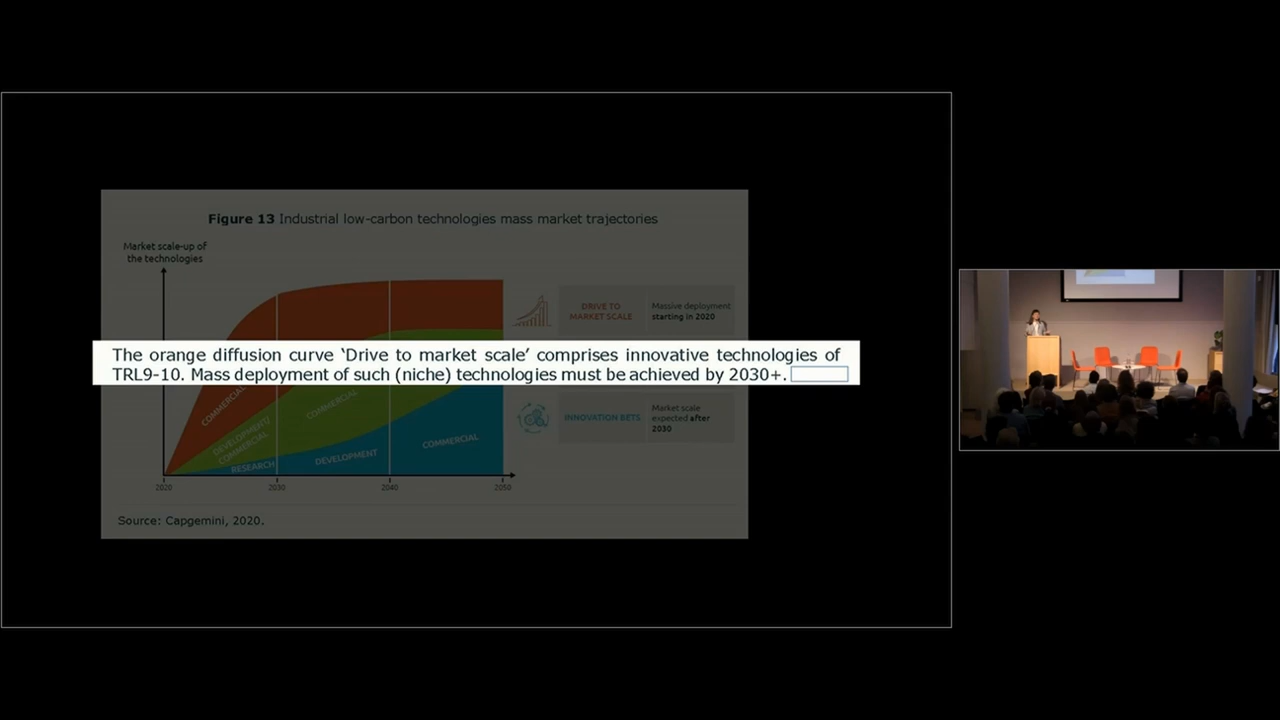 Figure 13 Industrial low-carbon technologies mass market trajectories
Market scale-up of
the technologies
DRIVE TO
MARKET SCALE
Massive deployment
starting in 2020
The orange diffusion curve ‘Drive to market scale’ comprises innovative technologies of
TRL9-10. Mass deployment of such (niche) technologies must be achieved by 2030+.
COMMERCIAL
DEVELOPMENT/
COMMERCIAL
RESEARCH
COMMERCIAL
DEVELOPMENT
COMMERCIAL
INNOVATION BETS
Market scale
expected after
2030
2020
2030
2040
2050
Source: Capgemini, 2020.